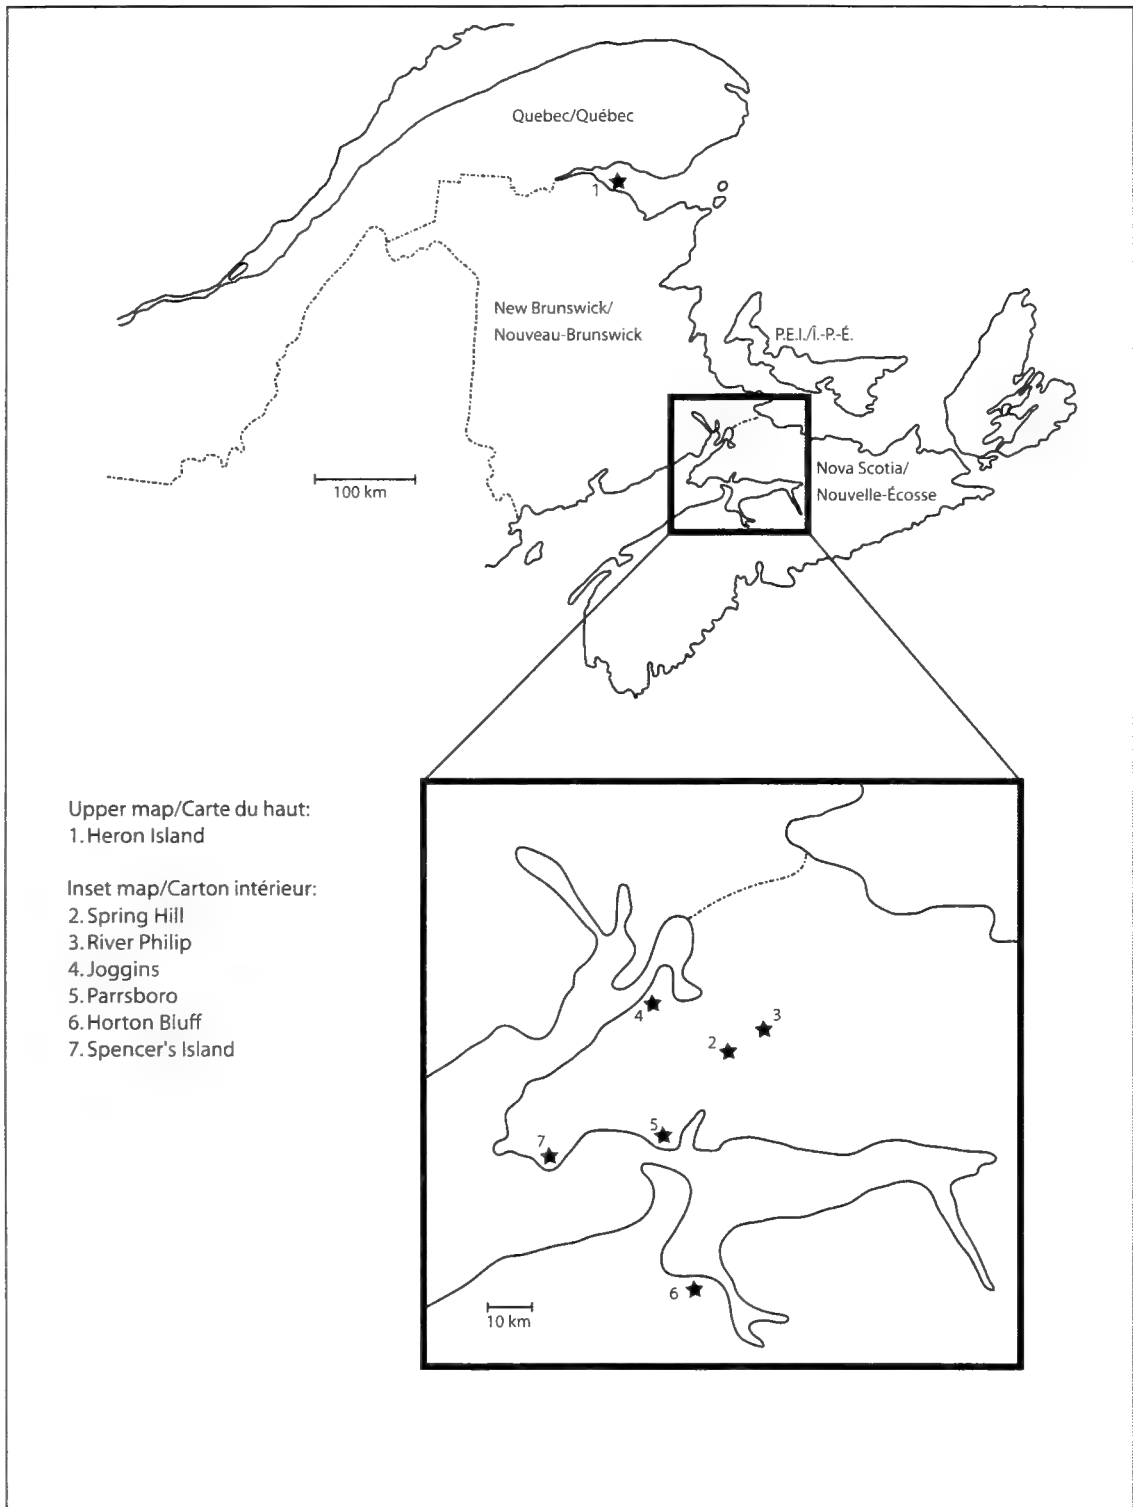 Quebec/Québec
1
New Brunswick/
Nouveau-Brunswick
P.E.I./Î.-P.-É.
100 km
Nova Scotia/
Nouvelle-Écosse
Upper map/Carte du haut:
1. Heron Island
Inset map/Carton intérieur:
2. Spring Hill
3. River Philip
4. Joggins
5. Parrsboro
6. Horton Bluff
7. Spencer's Island
4
3
2
5
7
6
10 km